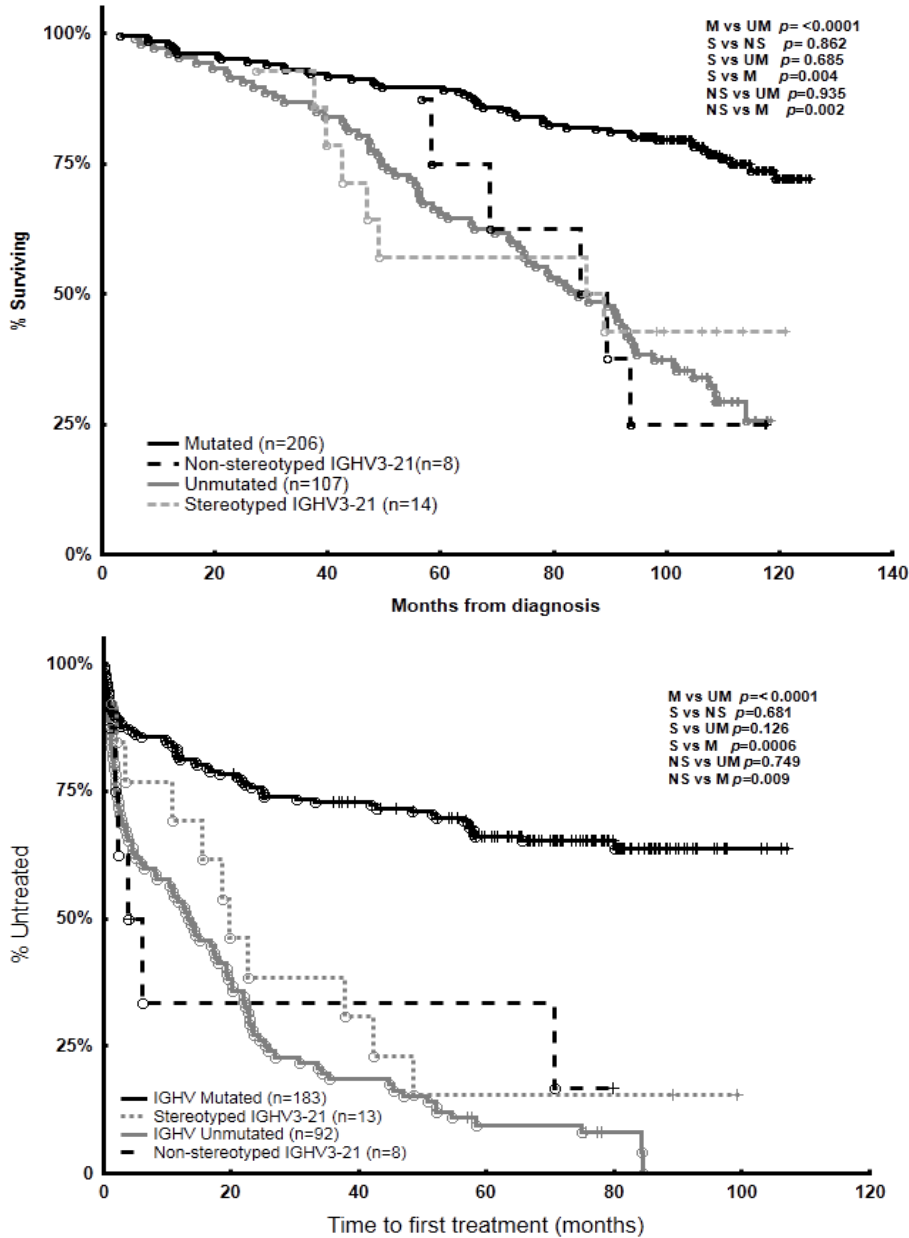 100%
75%
50%
25%
0%
% Surviving
M vs UM p= <0.0001
S vs NS p= 0.862
S vs UM p= 0.685
S vs M p=0.004
NS vs UM p=0.935
NS vs M p=0.002
Mutated (n=206)
Non-stereotyped IGHV3-21(n=8)
Unmutated (n=107)
Stereotyped IGHV3-21 (n=14)
0 20 40 60 80 100 120 140
Months from diagnosis
100%
75%
50%
25%
0
% Untreated
M vs UM p=< 0.0001
S vs NS p=0.681
S vs UM p=0.126
S vs M p=0.0006
NS vs UM p=0.749
NS vs M p=0.009
IGHV Mutated (n=183)
Stereotyped IGHV3-21 (n=13)
IGHV Unmutated (n=92)
Non-stereotyped IGHV3-21 (n=8)
0 20 40 60 80 100 120
Time to first treatment (months)